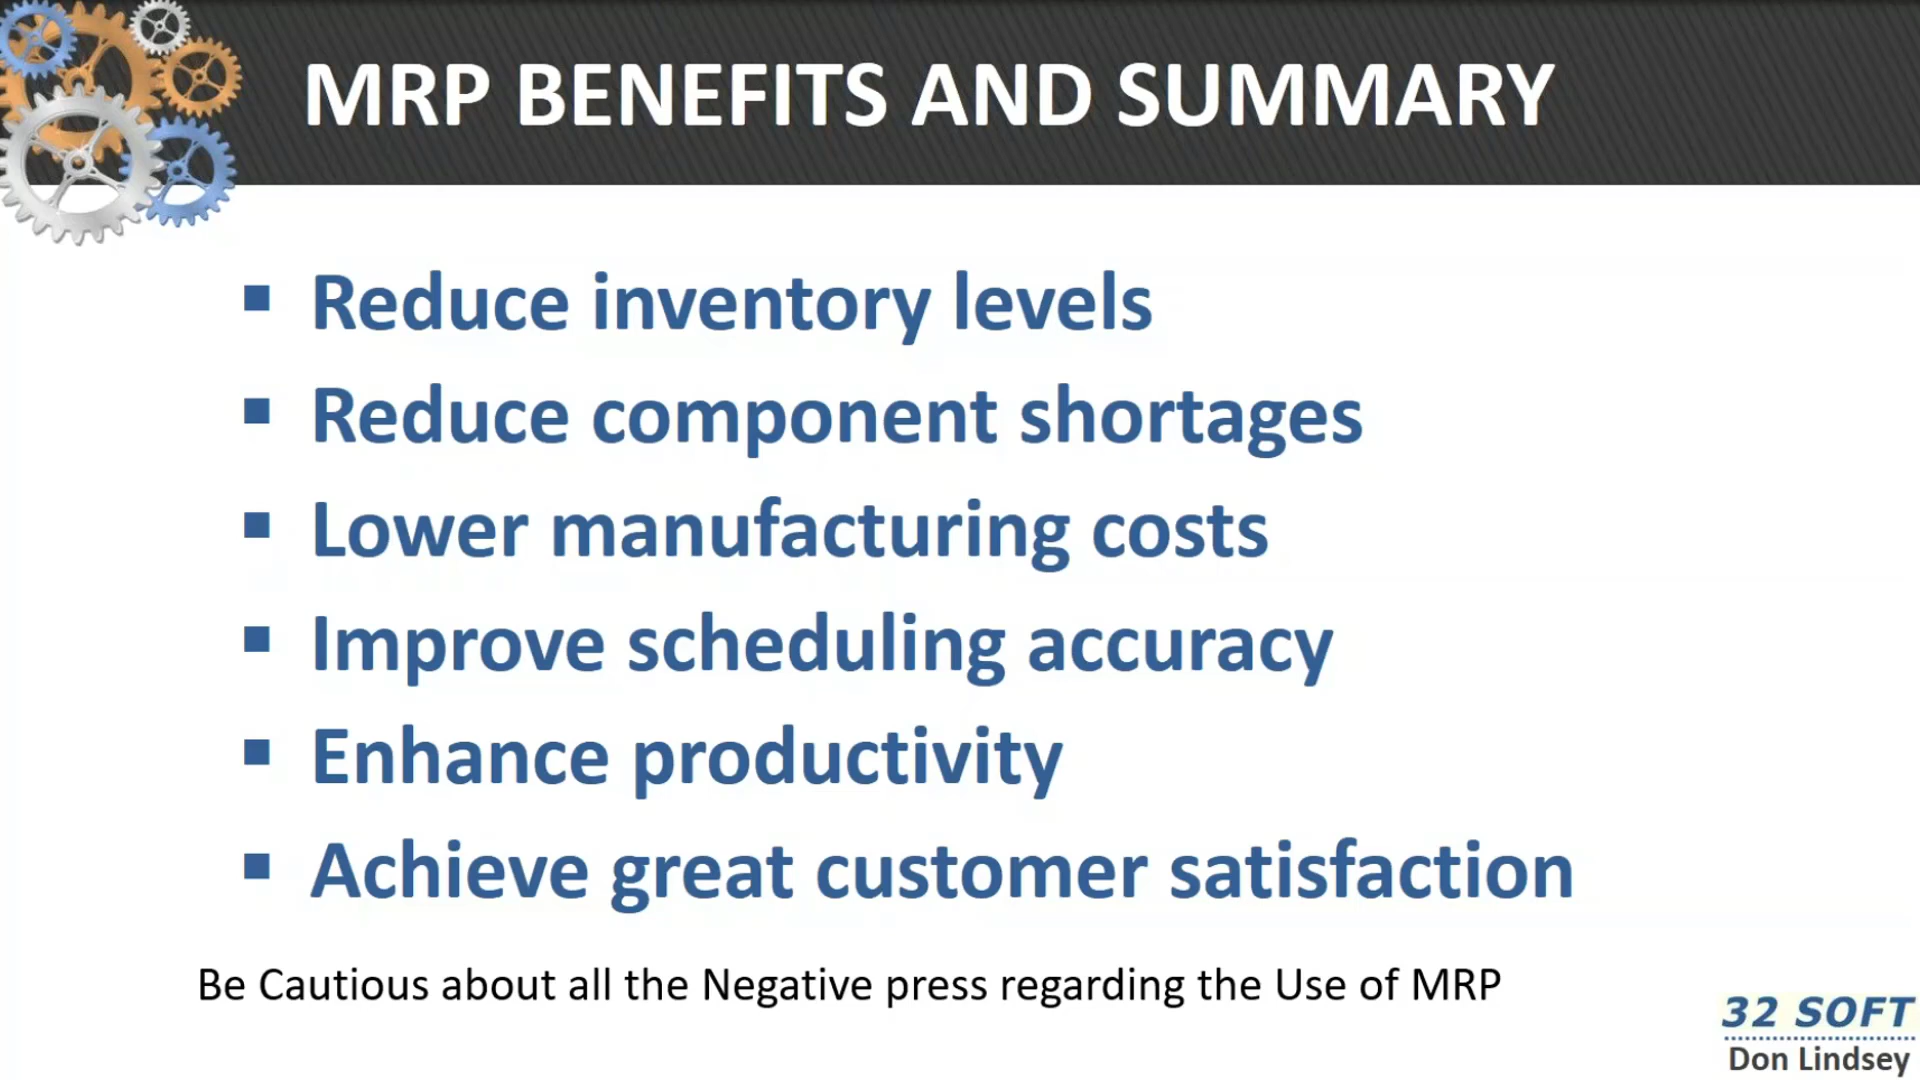 MRP BENEFITS AND SUMMARY
▪ Reduce inventory levels
▪ Reduce component shortages
▪ Lower manufacturing costs
▪ Improve scheduling accuracy
▪ Enhance productivity
▪ Achieve great customer satisfaction
Be Cautious about all the Negative press regarding the Use of MRP
32 SOFT
Don Lindsey